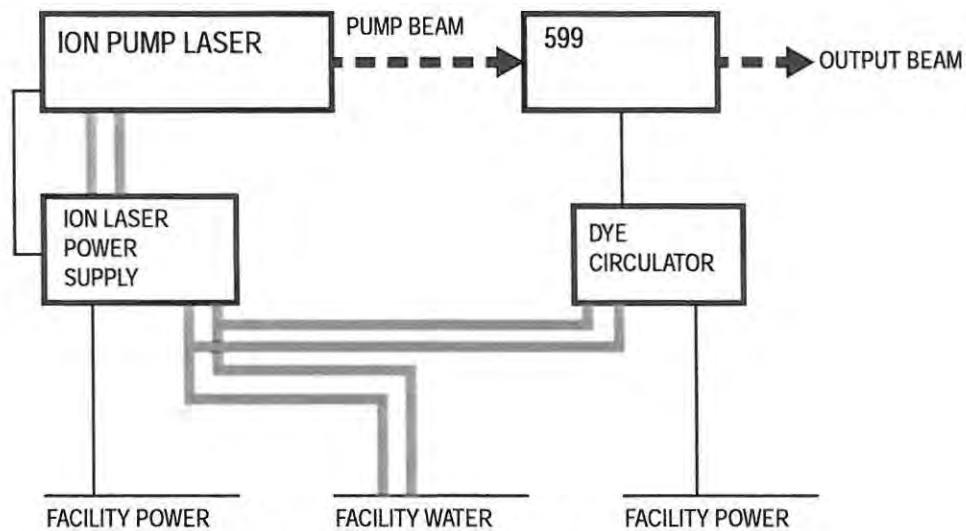 ION PUMP LASER
PUMP BEAM
599
OUTPUT BEAM
ION LASER
POWER
SUPPLY
DYE
CIRCULATOR
FACILITY POWER
FACILITY WATER
FACILITY POWER